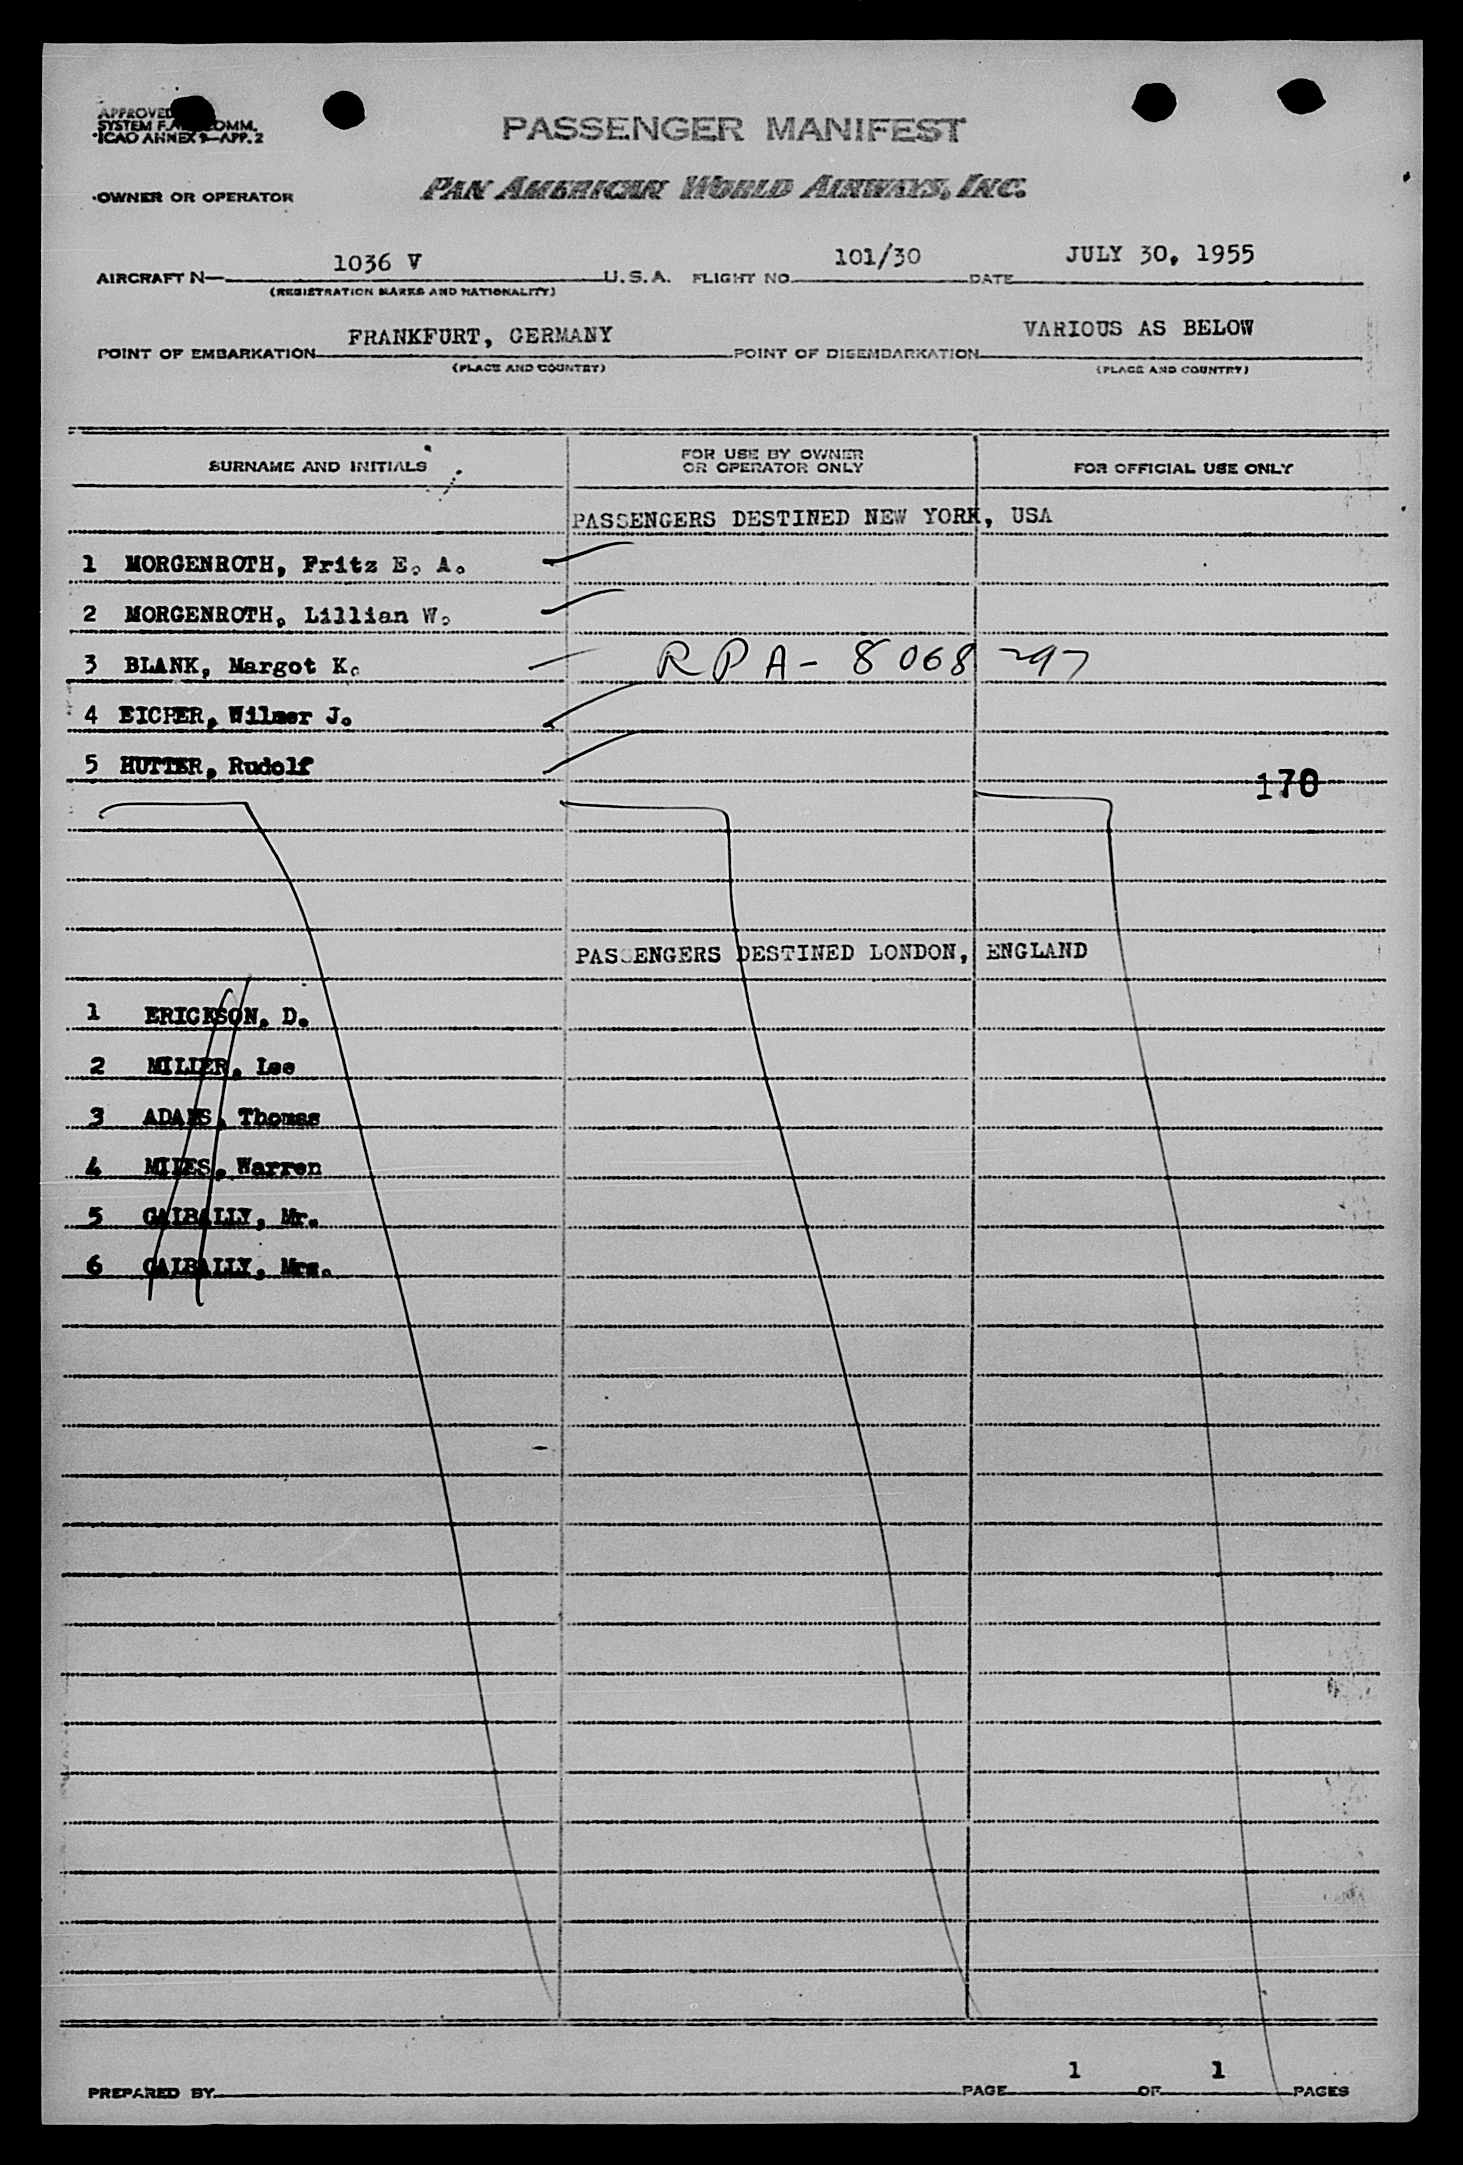 APPROVED
SYSTEM F. COMM.
ICAO ANNEX 9—APP. 2
PASSENGER MANIFEST
OWNER OR OPERATOR
PAN AMERICAN WORLD AIRWAYS, INC.
AIRCRAFT N— 1036 V U.S.A. FLIGHT NO. 101/30 DATE JULY 30, 1955
(REGISTRATION MARKS AND NATIONALITY)
POINT OF EMBARKATION FRANKFURT, GERMANY POINT OF DISEMBARKATION VARIOUS AS BELOW
(PLACE AND COUNTRY) (PLACE AND COUNTRY)
SURNAME AND INITIALS FOR USE BY OWNER OR OPERATOR ONLY FOR OFFICIAL USE ONLY
PASSENGERS DESTINED NEW YORK, USA
1 MORGENROTH, Fritz E. A.
2 MORGENROTH, Lillian W.
3 BLANK, Margot K. RPA-8068297
4 EICHER, Wilmer J.
5 HUTTER, Rudolf
170
PASSENGERS DESTINED LONDON, ENGLAND
1 ERICKSON, D.
2 MILLER, Lee
3 ADAMS, Thomas
4 MILES, Warren
5 GALBALLY, Mr.
6 GALBALLY, Mrs.
PREPARED BY PAGE 1 OF 1 PAGES